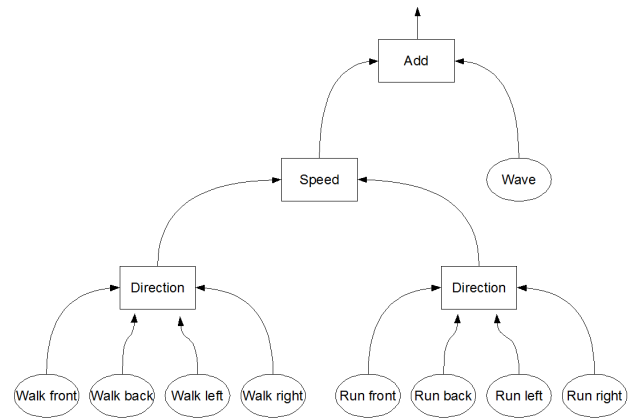 Add
Speed
Wave
Direction
Direction
Walk front
Walk back
Walk left
Walk right
Run front
Run back
Run left
Run right